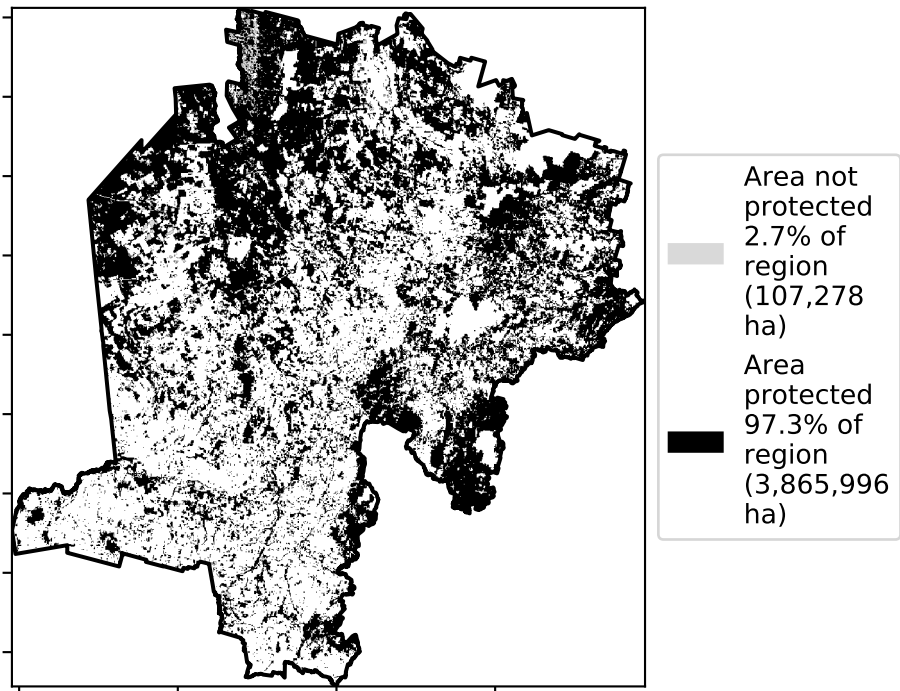 Area not
protected
2.7% of
region
(107,278
ha)
Area
protected
97.3% of
region
(3,865,996
ha)